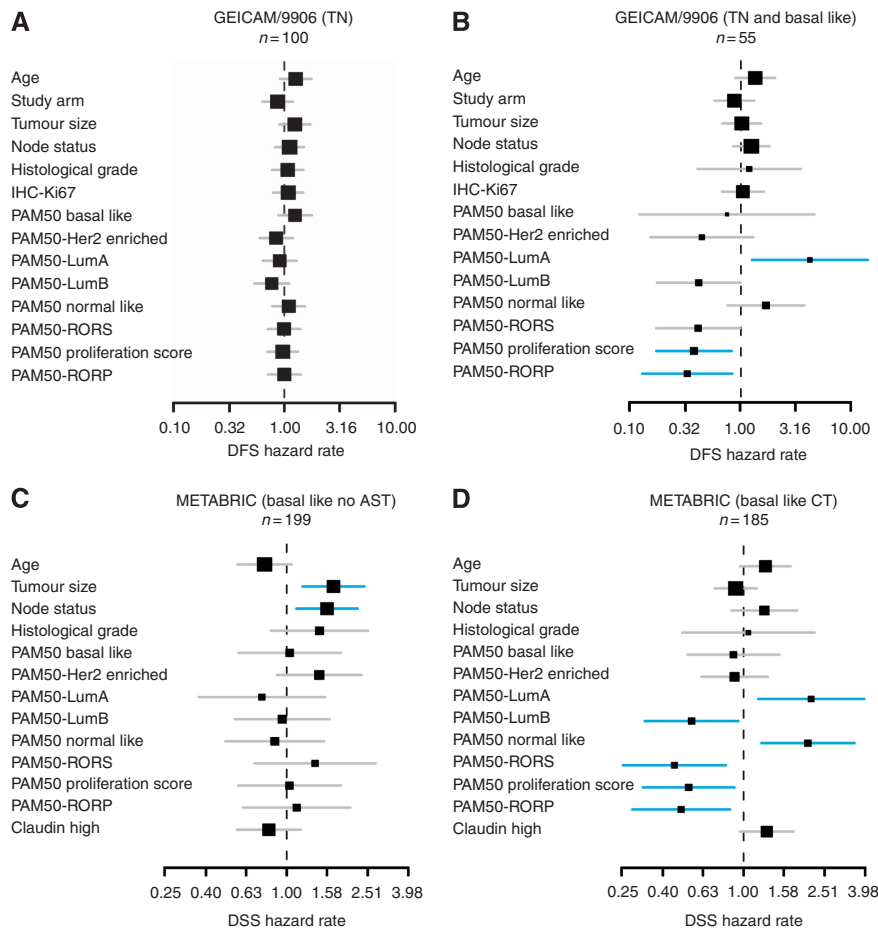 A
GEICAM/9906 (TN)
n=100
Age
Study arm
Tumour size
Node status
Histological grade
IHC-Ki67
PAM50 basal like
PAM50-Her2 enriched
PAM50-LumA
PAM50-LumB
PAM50 normal like
PAM50-RORS
PAM50 proliferation score
PAM50-RORP
0.10 0.32 1.00 3.16 10.00
DFS hazard rate
B
GEICAM/9906 (TN and basal like)
n=55
Age
Study arm
Tumour size
Node status
Histological grade
IHC-Ki67
PAM50 basal like
PAM50-Her2 enriched
PAM50-LumA
PAM50-LumB
PAM50 normal like
PAM50-RORS
PAM50 proliferation score
PAM50-RORP
0.10 0.32 1.00 3.16 10.00
DFS hazard rate
C
METABRIC (basal like no AST)
n=199
Age
Tumour size
Node status
Histological grade
PAM50 basal like
PAM50-Her2 enriched
PAM50-LumA
PAM50-LumB
PAM50 normal like
PAM50-RORS
PAM50 proliferation score
PAM50-RORP
Claudin high
0.25 0.40 0.63 1.00 1.58 2.51 3.98
DSS hazard rate
D
METABRIC (basal like CT)
n=185
Age
Tumour size
Node status
Histological grade
PAM50 basal like
PAM50-Her2 enriched
PAM50-LumA
PAM50-LumB
PAM50 normal like
PAM50-RORS
PAM50 proliferation score
PAM50-RORP
Claudin high
0.25 0.40 0.63 1.00 1.58 2.51 3.98
DSS hazard rate